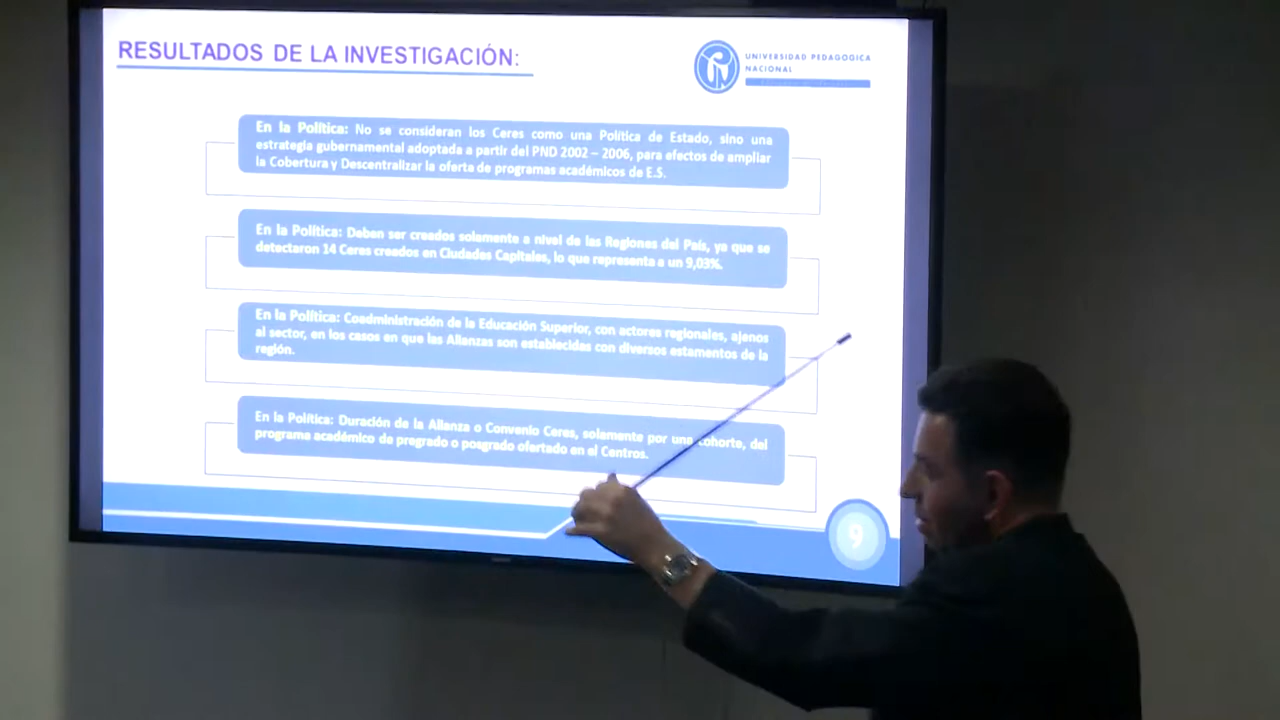 RESULTADOS DE LA INVESTIGACIÓN:
UNIVERSIDAD PEDAGOGICA
NACIONAL
En la Política: No se consideran los Ceres como una Política de Estado, sino una
estrategia gubernamental adoptada a partir del PND 2002 – 2006, para efectos de ampliar
la Cobertura y Descentralizar la oferta de programas académicos de E.S.
En la Política: Deben ser creados solamente a nivel de las Regiones del País, ya que se
detectaron 14 Ceres creados en Ciudades Capitales, lo que representa a un 9,03%.
En la Política: Coadministración de la Educación Superior, con actores regionales, ajenos
al sector, en los casos en que las Alianzas son establecidas con diversos estamentos de la
región.
En la Política: Duración de la Alianza o Convenio Ceres, solamente por una cohorte, del
programa académico de pregrado o posgrado ofertado en el Centros.
9